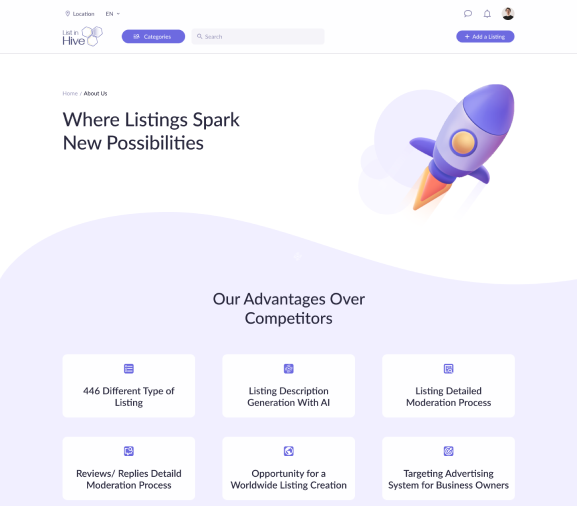 Location EN
List in
Hive
Categories
Search
+ Add a Listing
Home / About Us
Where Listings Spark
New Possibilities
Our Advantages Over
Competitors
446 Different Type of
Listing
Listing Description
Generation With AI
Listing Detailed
Moderation Process
Reviews/ Replies Detaild
Moderation Process
Opportunity for a
Worldwide Listing Creation
Targeting Advertising
System for Business Owners